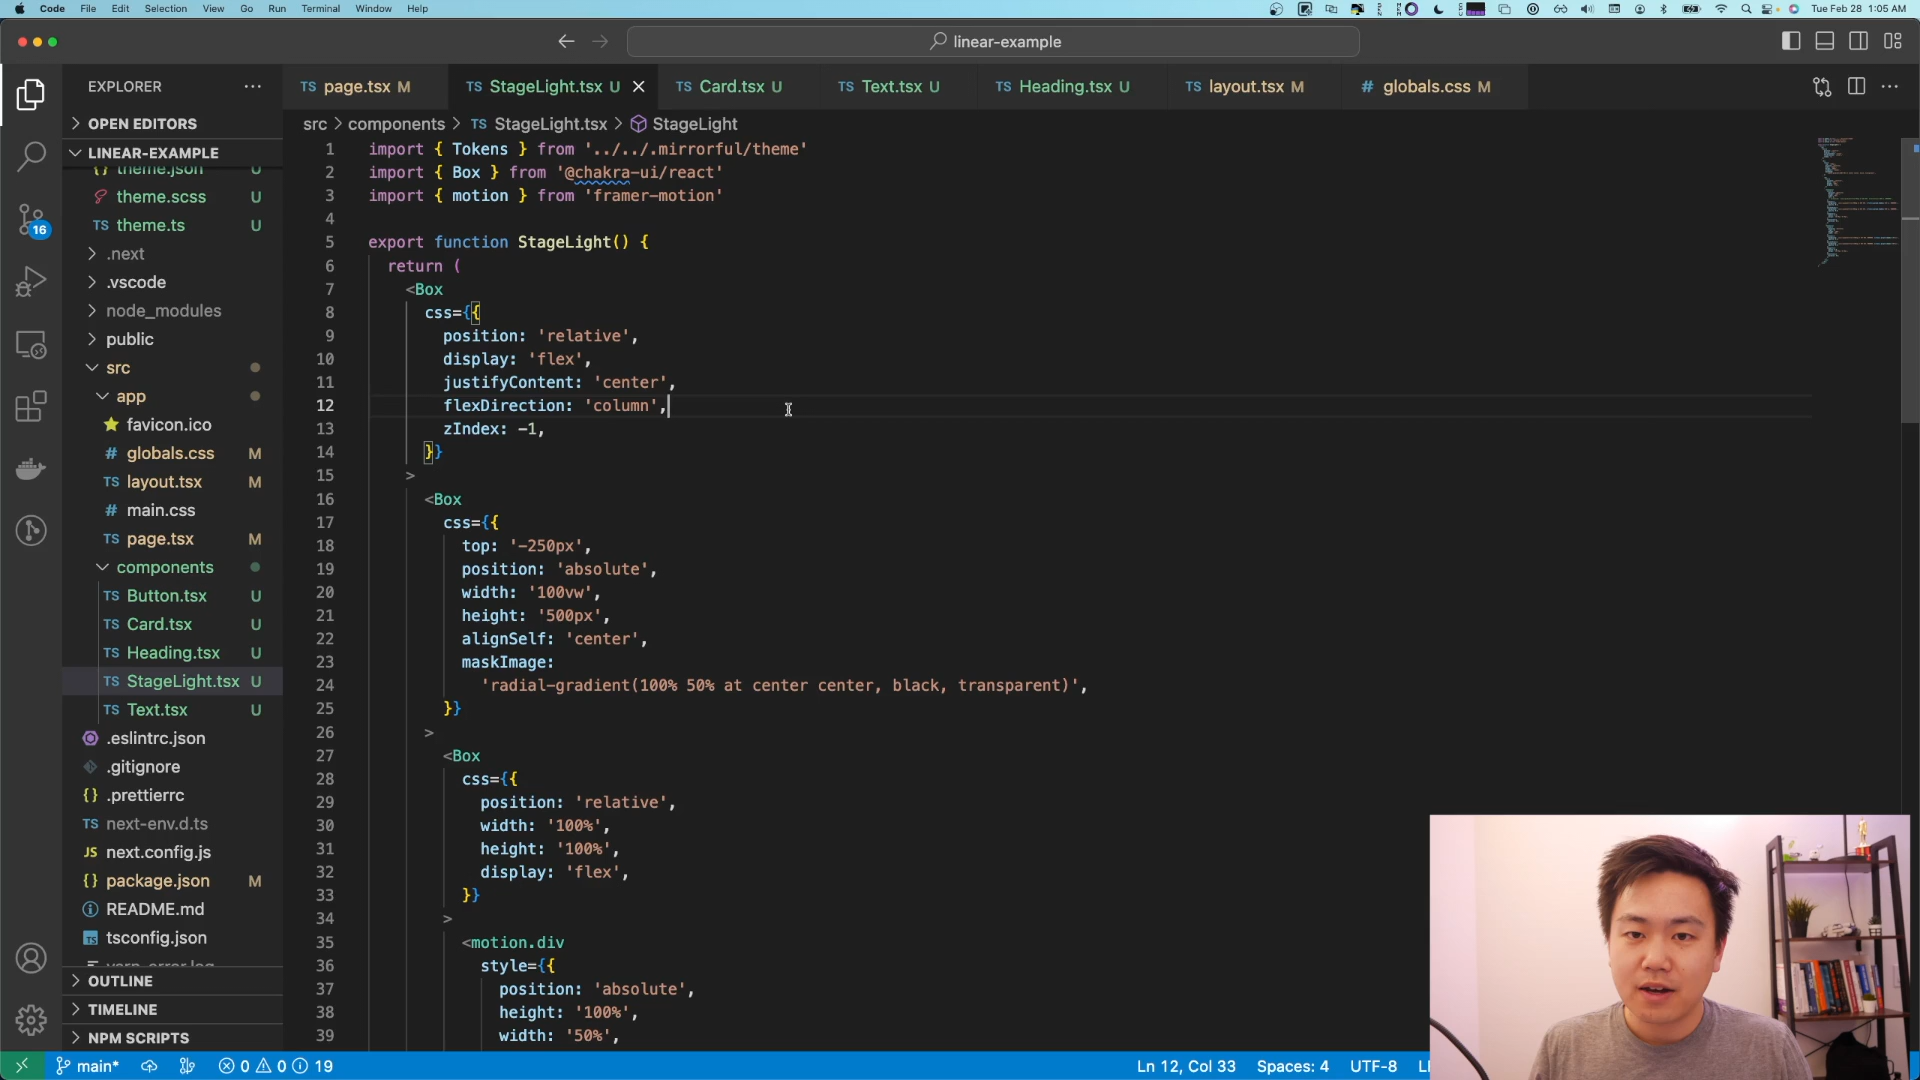 Code File Edit Selection View Go Run Terminal Window Help Tue Feb 28 1:05 AM
linear-example
EXPLORER
TS page.tsx M TS StageLight.tsx U TS Card.tsx U TS Text.tsx U TS Heading.tsx U TS layout.tsx M # globals.css M
OPEN EDITORS
src > components > TS StageLight.tsx > StageLight
LINEAR-EXAMPLE
{} theme.json U
theme.scss U
TS theme.ts U
.next
.vscode
node_modules
public
src
app
favicon.ico
# globals.css M
TS layout.tsx M
# main.css
TS page.tsx M
components
TS Button.tsx U
TS Card.tsx U
TS Heading.tsx U
TS StageLight.tsx U
TS Text.tsx U
.eslintrc.json
.gitignore
{} .prettierrc
TS next-env.d.ts
JS next.config.js
{} package.json M
README.md
TS tsconfig.json
yarn-error.log
OUTLINE
TIMELINE
NPM SCRIPTS
16
1 import { Tokens } from '../../.mirrorful/theme'
2 import { Box } from '@chakra-ui/react'
3 import { motion } from 'framer-motion'
4
5 export function StageLight() {
6 return (
7 <Box
8 css={{
9 position: 'relative',
10 display: 'flex',
11 justifyContent: 'center',
12 flexDirection: 'column',
13 zIndex: -1,
14 }}
15 >
16 <Box
17 css={{
18 top: '-250px',
19 position: 'absolute',
20 width: '100vw',
21 height: '500px',
22 alignSelf: 'center',
23 maskImage:
24 'radial-gradient(100% 50% at center center, black, transparent)',
25 }}
26 >
27 <Box
28 css={{
29 position: 'relative',
30 width: '100%',
31 height: '100%',
32 display: 'flex',
33 }}
34 >
35 <motion.div
36 style={{
37 position: 'absolute',
38 height: '100%',
39 width: '50%',
main* 0 0 19 Ln 12, Col 33 Spaces: 4 UTF-8